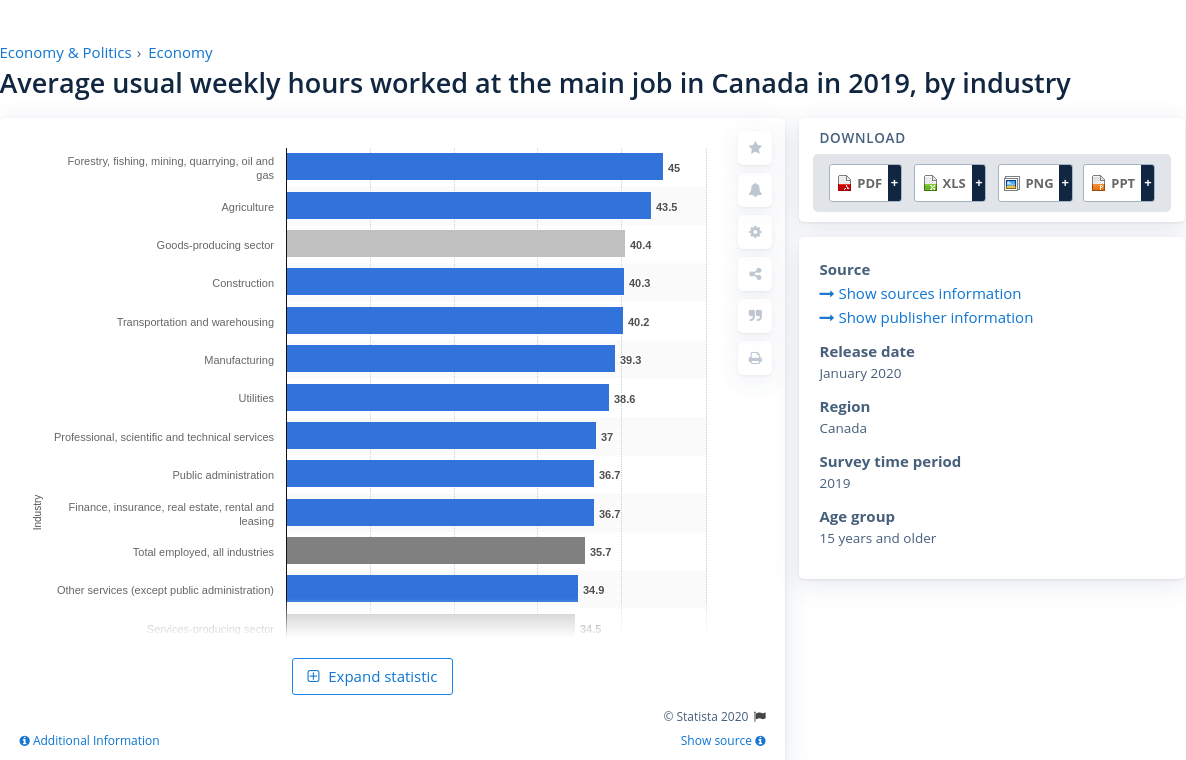 Economy & Politics › Economy
Average usual weekly hours worked at the main job in Canada in 2019, by industry
Forestry, fishing, mining, quarrying, oil and
gas
45
Agriculture
43.5
Goods-producing sector
40.4
Construction
40.3
Transportation and warehousing
40.2
Manufacturing
39.3
Utilities
38.6
Professional, scientific and technical services
37
Public administration
36.7
Industry
Finance, insurance, real estate, rental and
leasing
36.7
Total employed, all industries
35.7
Other services (except public administration)
34.9
Services-producing sector
34.5
Expand statistic
© Statista 2020
Additional Information
Show source
DOWNLOAD
PDF +
XLS +
PNG +
PPT +
Source
Show sources information
Show publisher information
Release date
January 2020
Region
Canada
Survey time period
2019
Age group
15 years and older